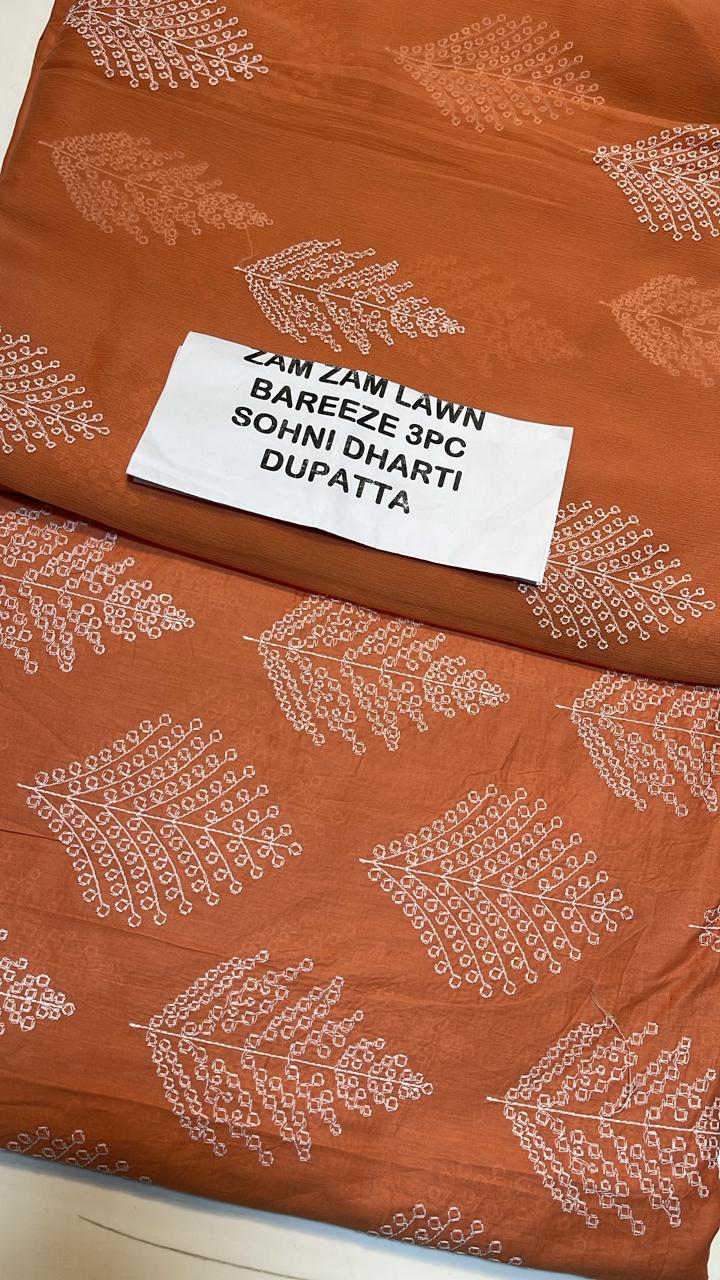 ZAM ZAM LAWN
BAREEZE 3PC
SOHNI DHARTI
DUPATTA